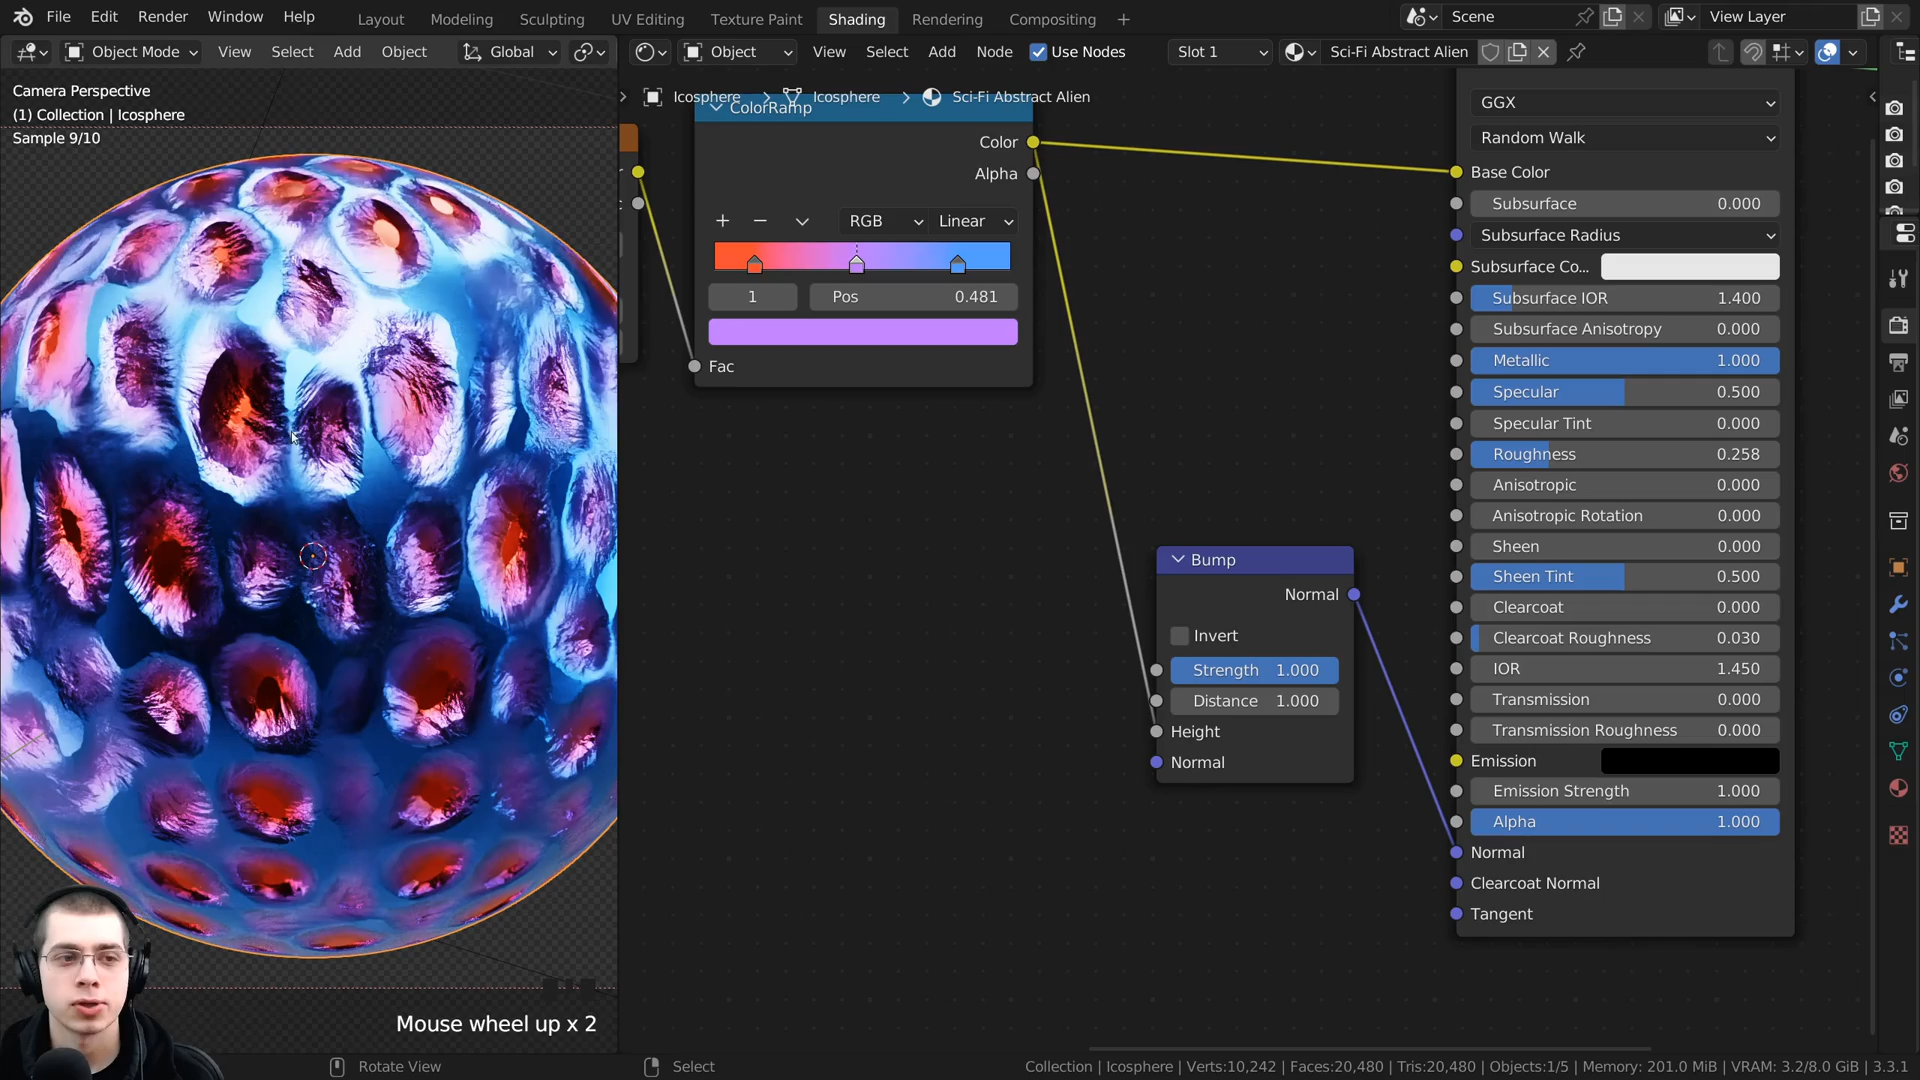 File Edit Render Window Help Layout Modeling Sculpting UV Editing Texture Paint Shading Rendering Compositing + Scene View Layer
Object Mode View Select Add Object Global Object View Select Add Node Use Nodes Slot 1 Sci-Fi Abstract Alien
Camera Perspective
(1) Collection | Icosphere
Sample 9/10
Icosphere > Icosphere > Sci-Fi Abstract Alien
ColorRamp
Color
Alpha
RGB Linear
1 Pos 0.481
Fac
Bump
Normal
Invert
Strength 1.000
Distance 1.000
Height
Normal
GGX
Random Walk
Base Color
Subsurface 0.000
Subsurface Radius
Subsurface Co...
Subsurface IOR 1.400
Subsurface Anisotropy 0.000
Metallic 1.000
Specular 0.500
Specular Tint 0.000
Roughness 0.258
Anisotropic 0.000
Anisotropic Rotation 0.000
Sheen 0.000
Sheen Tint 0.500
Clearcoat 0.000
Clearcoat Roughness 0.030
IOR 1.450
Transmission 0.000
Transmission Roughness 0.000
Emission
Emission Strength 1.000
Alpha 1.000
Normal
Clearcoat Normal
Tangent
Mouse wheel up x 2
Rotate View Select Collection | Icosphere | Verts:10,242 | Faces:20,480 | Tris:20,480 | Objects:1/5 | Memory: 201.0 MiB | VRAM: 3.2/8.0 GiB | 3.3.1